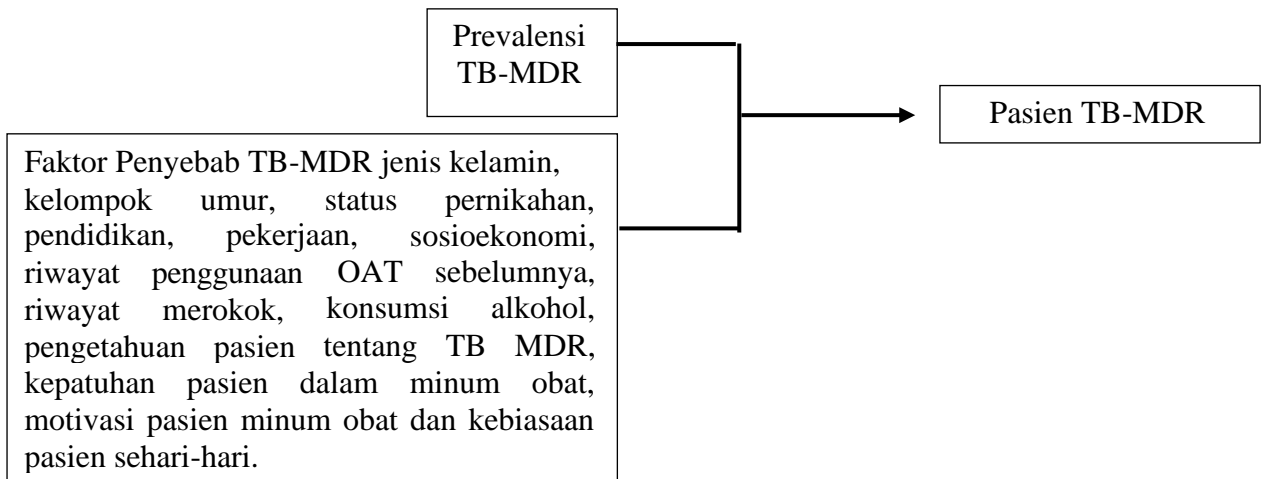 Prevalensi
TB-MDR
Pasien TB-MDR
Faktor Penyebab TB-MDR jenis kelamin,
kelompok umur, status pernikahan,
pendidikan, pekerjaan, sosioekonomi,
riwayat penggunaan OAT sebelumnya,
riwayat merokok, konsumsi alkohol,
pengetahuan pasien tentang TB MDR,
kepatuhan pasien dalam minum obat,
motivasi pasien minum obat dan kebiasaan
pasien sehari-hari.